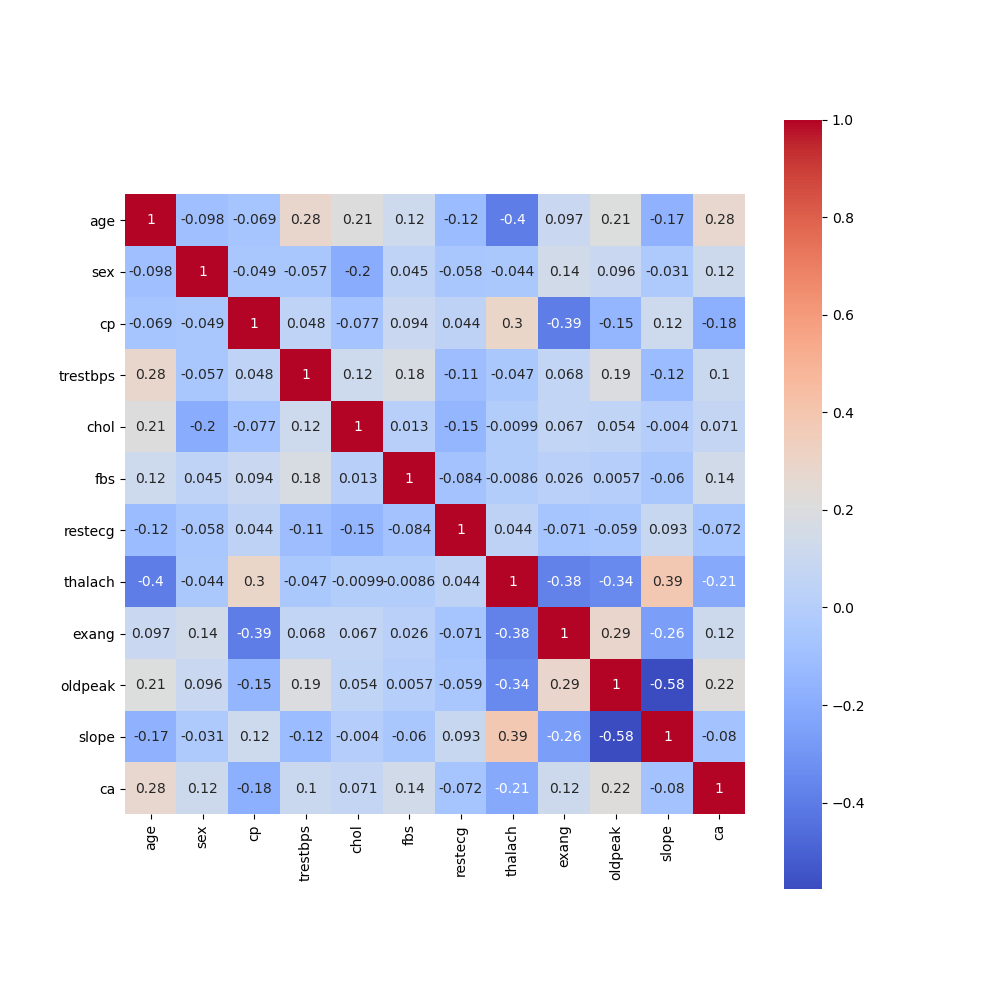 1.0
age 1 -0.098 -0.069 0.28 0.21 0.12 -0.12 -0.4 0.097 0.21 -0.17 0.28
0.8
sex -0.098 1 -0.049 -0.057 -0.2 0.045 -0.058 -0.044 0.14 0.096 -0.031 0.12
0.6
cp -0.069 -0.049 1 0.048 -0.077 0.094 0.044 0.3 -0.39 -0.15 0.12 -0.18
trestbps 0.28 -0.057 0.048 1 0.12 0.18 -0.11 -0.047 0.068 0.19 -0.12 0.1
0.4
chol 0.21 -0.2 -0.077 0.12 1 0.013 -0.15 -0.0099 0.067 0.054 -0.004 0.071
fbs 0.12 0.045 0.094 0.18 0.013 1 -0.084 -0.0086 0.026 0.0057 -0.06 0.14
0.2
restecg -0.12 -0.058 0.044 -0.11 -0.15 -0.084 1 0.044 -0.071 -0.059 0.093 -0.072
thalach -0.4 -0.044 0.3 -0.047 -0.0099 -0.0086 0.044 1 -0.38 -0.34 0.39 -0.21
0.0
exang 0.097 0.14 -0.39 0.068 0.067 0.026 -0.071 -0.38 1 0.29 -0.26 0.12
oldpeak 0.21 0.096 -0.15 0.19 0.054 0.0057 -0.059 -0.34 0.29 1 -0.58 0.22
−0.2
slope -0.17 -0.031 0.12 -0.12 -0.004 -0.06 0.093 0.39 -0.26 -0.58 1 -0.08
ca 0.28 0.12 -0.18 0.1 0.071 0.14 -0.072 -0.21 0.12 0.22 -0.08 1
−0.4
age sex cp trestbps chol fbs restecg thalach exang oldpeak slope ca